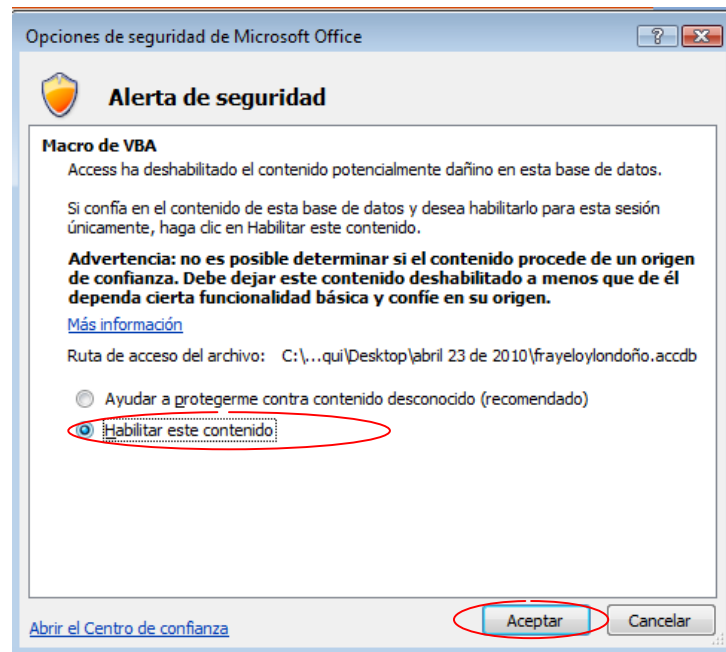 Opciones de seguridad de Microsoft Office
Alerta de seguridad
Macro de VBA
Access ha deshabilitado el contenido potencialmente dañino en esta base de datos.
Si confía en el contenido de esta base de datos y desea habilitarlo para esta sesión
únicamente, haga clic en Habilitar este contenido.
Advertencia: no es posible determinar si el contenido procede de un origen
de confianza. Debe dejar este contenido deshabilitado a menos que de él
dependa cierta funcionalidad básica y confíe en su origen.
Más información
Ruta de acceso del archivo: C:\...qui\Desktop\abril 23 de 2010\frayeloylondoño.accdb
Ayudar a protegerme contra contenido desconocido (recomendado)
Habilitar este contenido
Abrir el Centro de confianza
Aceptar
Cancelar